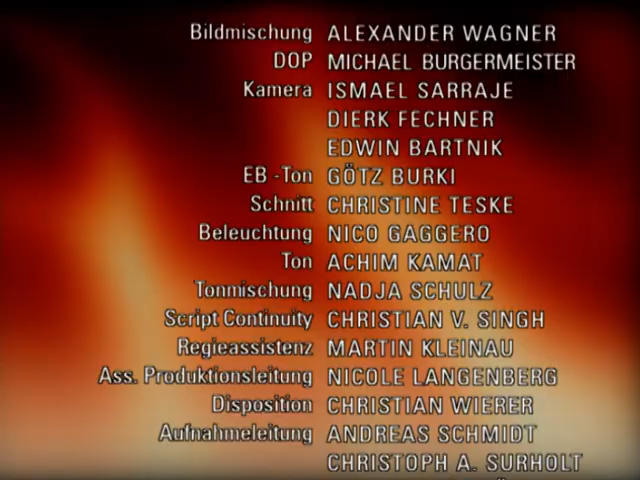 Bildmischung ALEXANDER WAGNER
DOP MICHAEL BURGERMEISTER
Kamera ISMAEL SARRAJE
DIERK FECHNER
EDWIN BARTNIK
EB -Ton GÖTZ BURKI
Schnitt CHRISTINE TESKE
Beleuchtung NICO GAGGERO
Ton ACHIM KAMAT
Tonmischung NADJA SCHULZ
Script Continuity CHRISTIAN V. SINGH
Regieassistenz MARTIN KLEINAU
Ass. Produktionsleitung NICOLE LANGENBERG
Disposition CHRISTIAN WIERER
Aufnahmeleitung ANDREAS SCHMIDT
CHRISTOPH A. SURHOLT